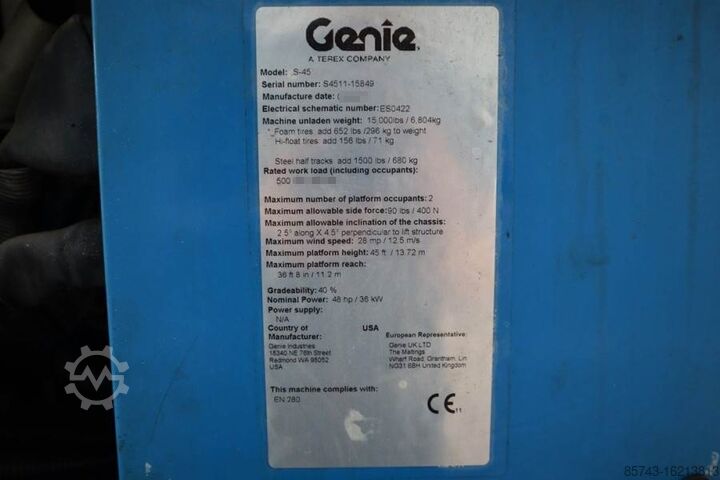 Genie
A TEREX COMPANY
Model: S-45
Serial number: S4511-15849
Manufacture date:
Electrical schematic number: ES0422
Machine unladen weight: 15,000lbs / 6,804kg
*_Foam tires add 652 lbs /296 kg to weight
Hi-float tires add 156 lbs / 71 kg
Steel half tracks add 1500 lbs / 680 kg
Rated work load (including occupants):
500
Maximum number of platform occupants: 2
Maximum allowable side force: 90 lbs / 400 N
Maximum allowable inclination of the chassis:
2.5° along X 4.5° perpendicular to lift structure
Maximum wind speed: 28 mp / 12.5 m/s
Maximum platform height: 45 ft / 13.72 m
Maximum platform reach:
36 ft 8 in / 11.2 m
Gradeability: 40 %
Nominal Power: 48 hp / 36 kW
Power supply:
N/A
Country of Manufacturer: USA
Genie Industries
18340 NE 76th Street
Redmond WA 98052
USA
European Representative:
Genie UK LTD
The Maltings
Wharf Road, Grantham, Lin
NG31 6BH United Kingdom
This machine complies with:
EN 280
CE 11
85743-16213813